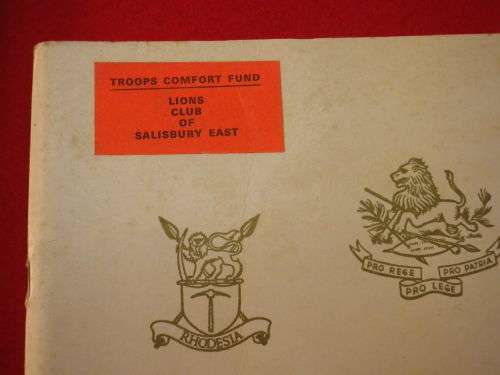 TROOPS COMFORT FUND
LIONS
CLUB
OF
SALISBURY EAST
RHODESIA
PRO REGE
PRO PATRIA
PRO LEGE